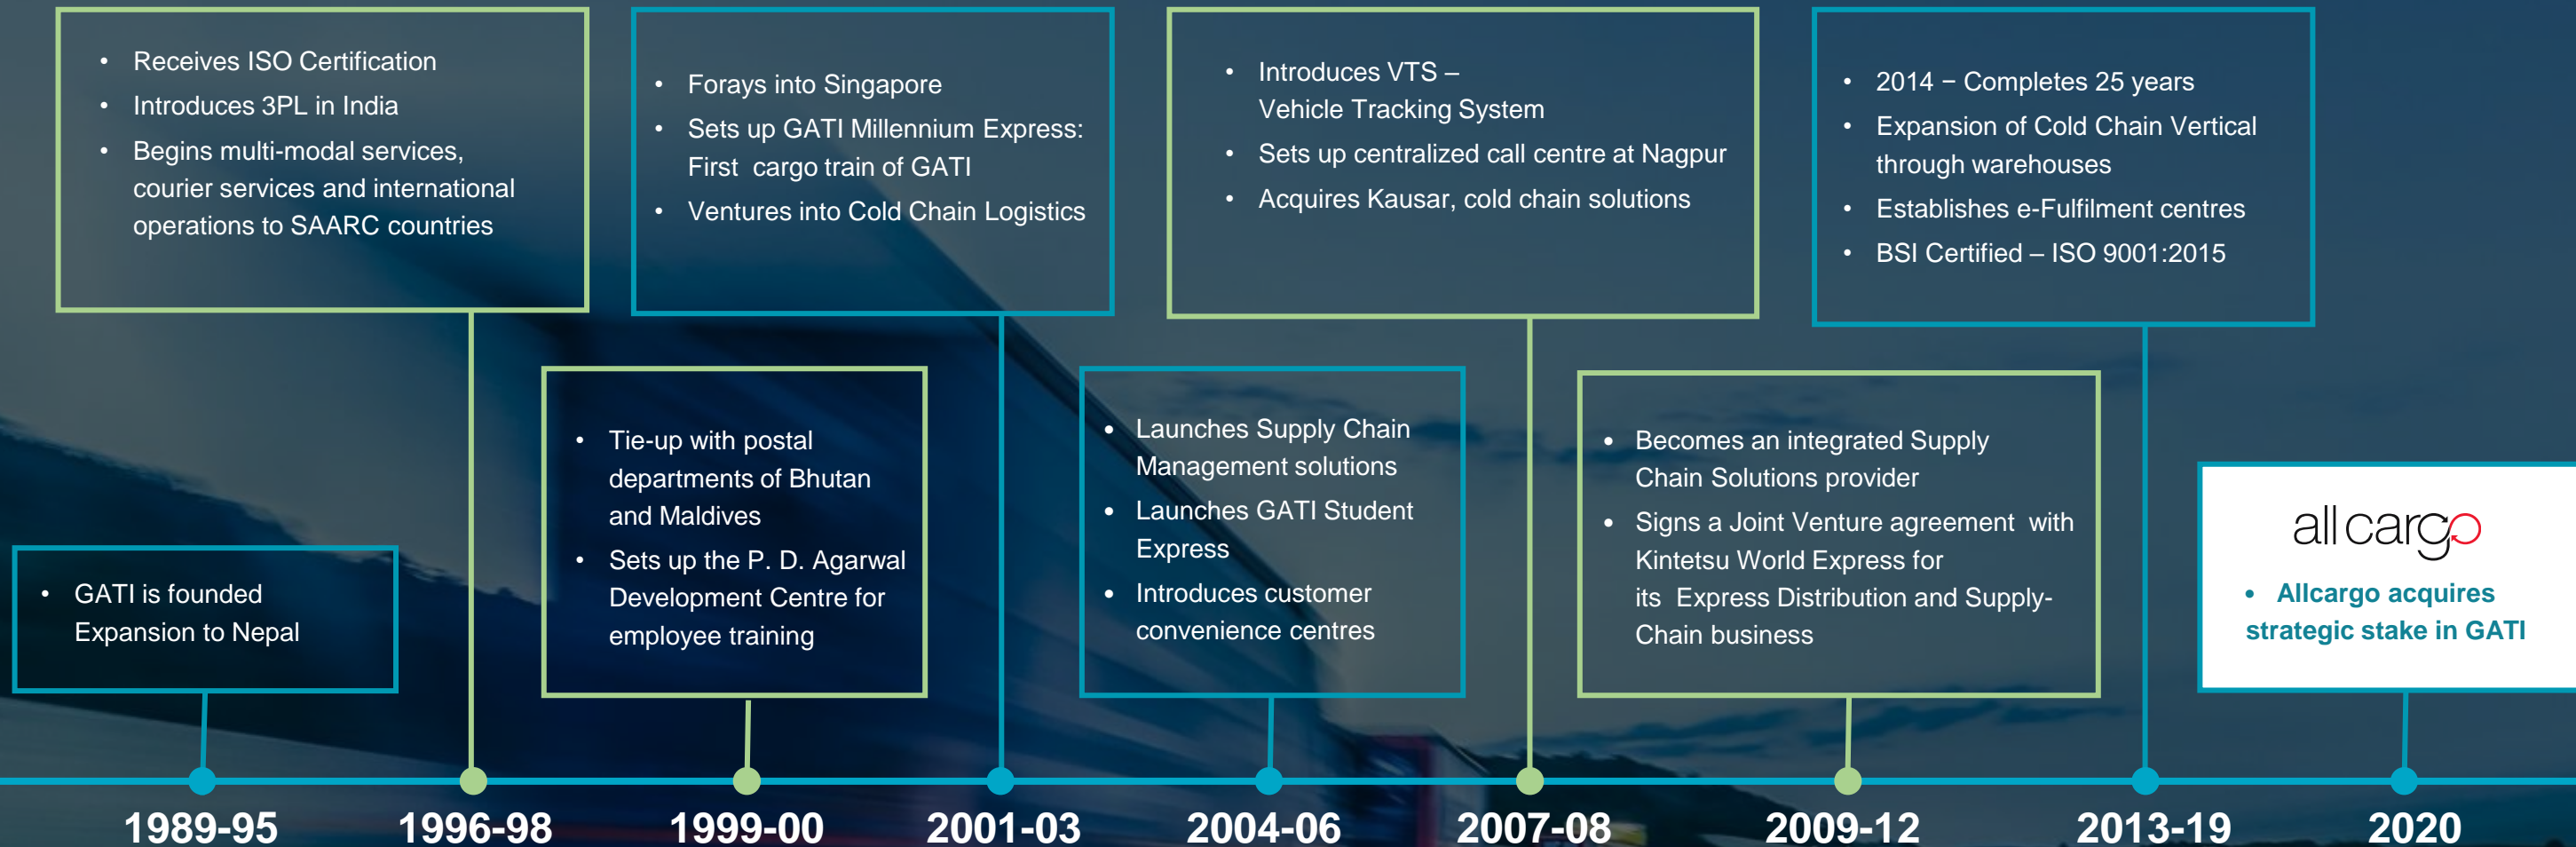 • Receives ISO Certification
• Introduces 3PL in India
• Begins multi-modal services,
courier services and international
operations to SAARC countries
• Forays into Singapore
• Sets up GATI Millennium Express:
First cargo train of GATI
• Ventures into Cold Chain Logistics
• Introduces VTS –
Vehicle Tracking System
• Sets up centralized call centre at Nagpur
• Acquires Kausar, cold chain solutions
• 2014 – Completes 25 years
• Expansion of Cold Chain Vertical
through warehouses
• Establishes e-Fulfilment centres
• BSI Certified – ISO 9001:2015
• GATI is founded
Expansion to Nepal
• Tie-up with postal
departments of Bhutan
and Maldives
• Sets up the P. D. Agarwal
Development Centre for
employee training
• Launches Supply Chain
Management solutions
• Launches GATI Student
Express
• Introduces customer
convenience centres
• Becomes an integrated Supply
Chain Solutions provider
• Signs a Joint Venture agreement with
Kintetsu World Express for
its Express Distribution and Supply-
Chain business
allcargo
• Allcargo acquires
strategic stake in GATI
1989-95
1996-98
1999-00
2001-03
2004-06
2007-08
2009-12
2013-19
2020